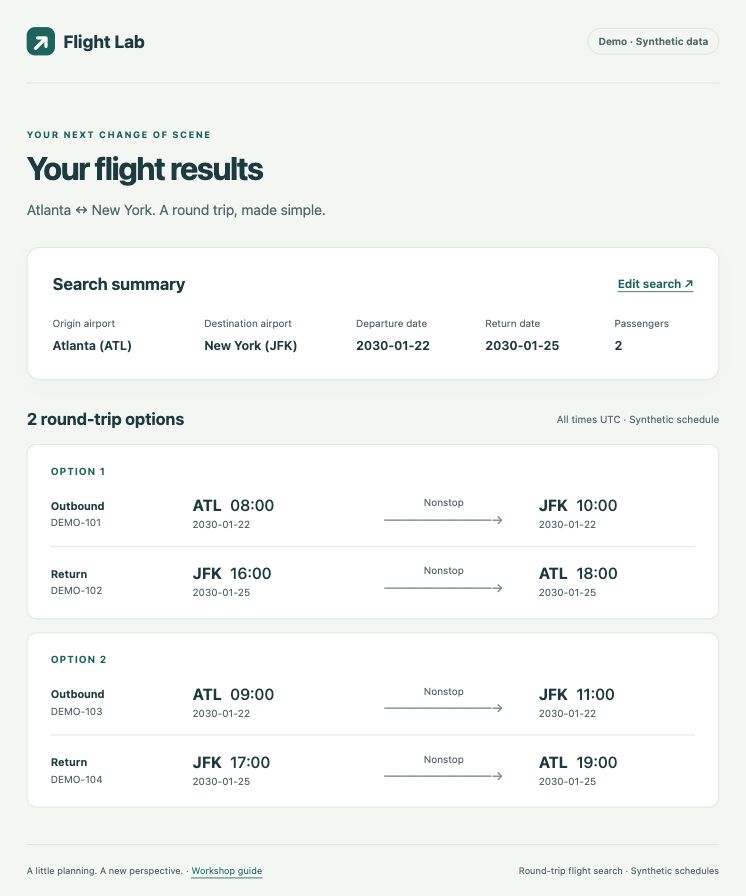 Flight Lab
Demo · Synthetic data
YOUR NEXT CHANGE OF SCENE
Your flight results
Atlanta ↔ New York. A round trip, made simple.
Search summary
Edit search ↗
Origin airport
Atlanta (ATL)
Destination airport
New York (JFK)
Departure date
2030-01-22
Return date
2030-01-25
Passengers
2
2 round-trip options
All times UTC · Synthetic schedule
OPTION 1
Outbound
DEMO-101
ATL 08:00
2030-01-22
Nonstop
JFK 10:00
2030-01-22
Return
DEMO-102
JFK 16:00
2030-01-25
Nonstop
ATL 18:00
2030-01-25
OPTION 2
Outbound
DEMO-103
ATL 09:00
2030-01-22
Nonstop
JFK 11:00
2030-01-22
Return
DEMO-104
JFK 17:00
2030-01-25
Nonstop
ATL 19:00
2030-01-25
A little planning. A new perspective. · Workshop guide
Round-trip flight search · Synthetic schedules